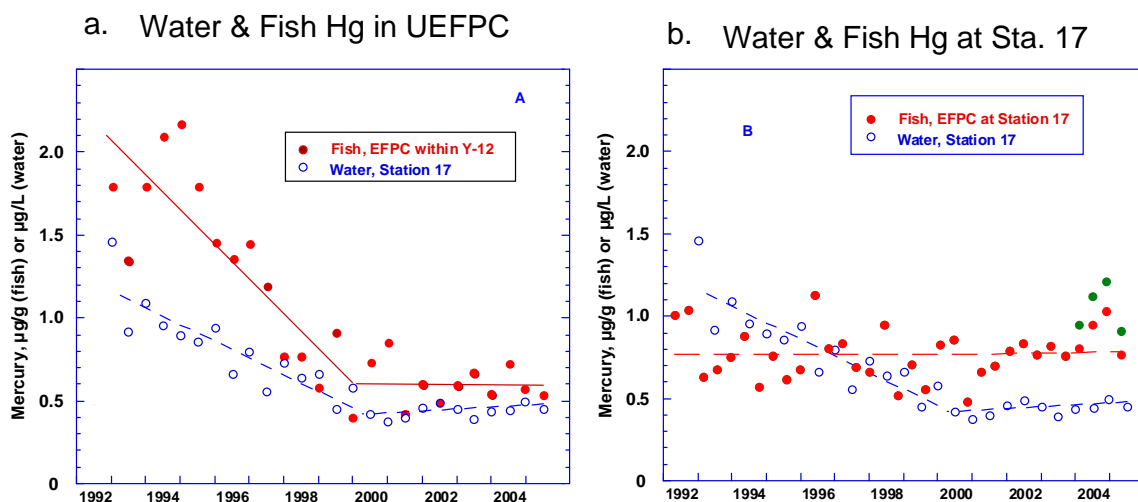 a. Water & Fish Hg in UEFPC
A
Fish, EFPC within Y-12
Water, Station 17
Mercury, µg/g (fish) or µg/L (water)
2.0
1.5
1.0
0.5
0
1992 1994 1996 1998 2000 2002 2004
b. Water & Fish Hg at Sta. 17
B
Fish, EFPC at Station 17
Water, Station 17
Mercury, µg/g (fish) or µg/L (water)
2.0
1.5
1.0
0.5
0
1992 1994 1996 1998 2000 2002 2004